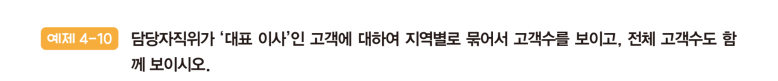 예제 4-10 담당자직위가 ‘대표 이사’인 고객에 대하여 지역별로 묶어서 고객수를 보이고, 전체 고객수도 함
께 보이시오.